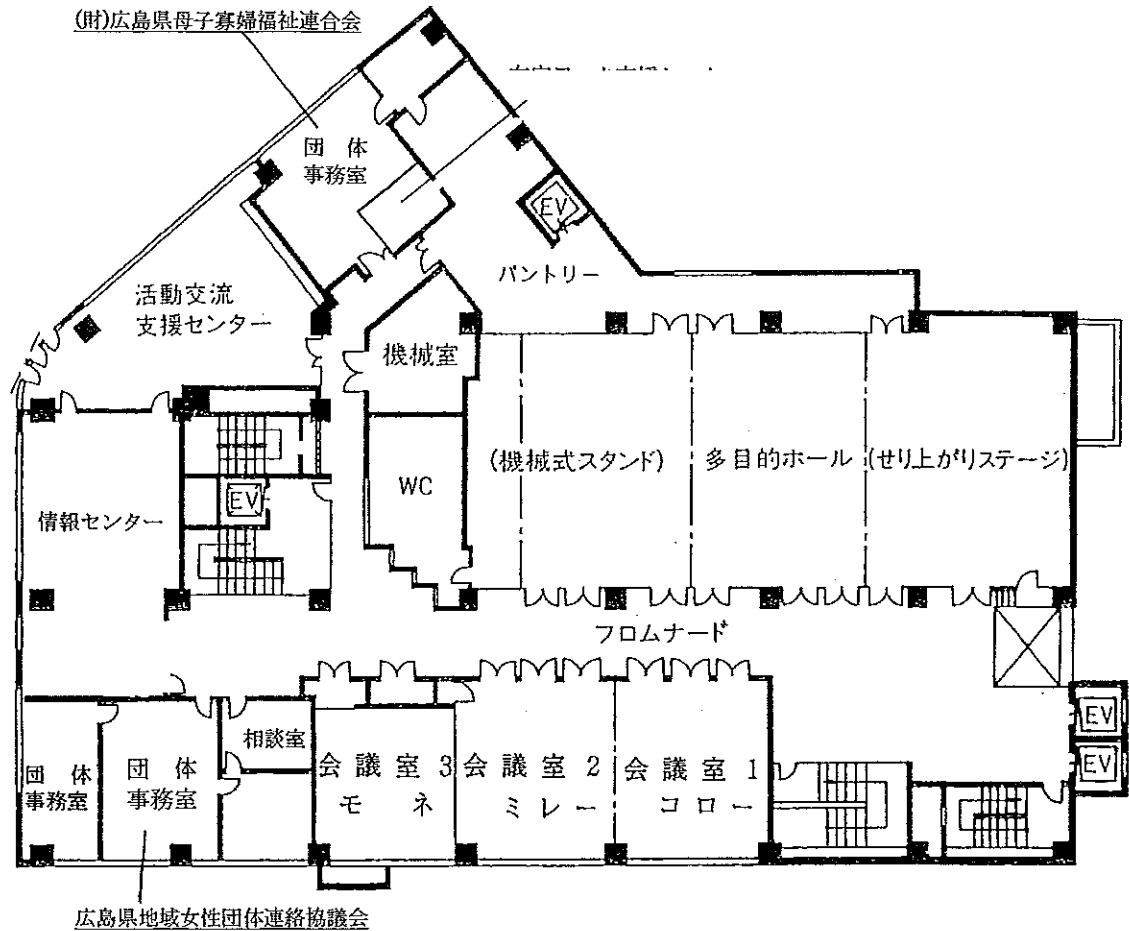 (財)広島県母子寡婦福祉連合会
団 体
事務室
EV
パントリー
活動交流
支援センター
機械室
(機械式スタンド)
多目的ホール
(せり上がりステージ)
WC
EV
情報センター
フロムナード
EV
相談室
EV
団 体
事務室
団 体
事務室
会 議 室 3
モ ネ
会 議 室 2
ミ レ ー
会 議 室 1
コ ロ ー
広島県地域女性団体連絡協議会